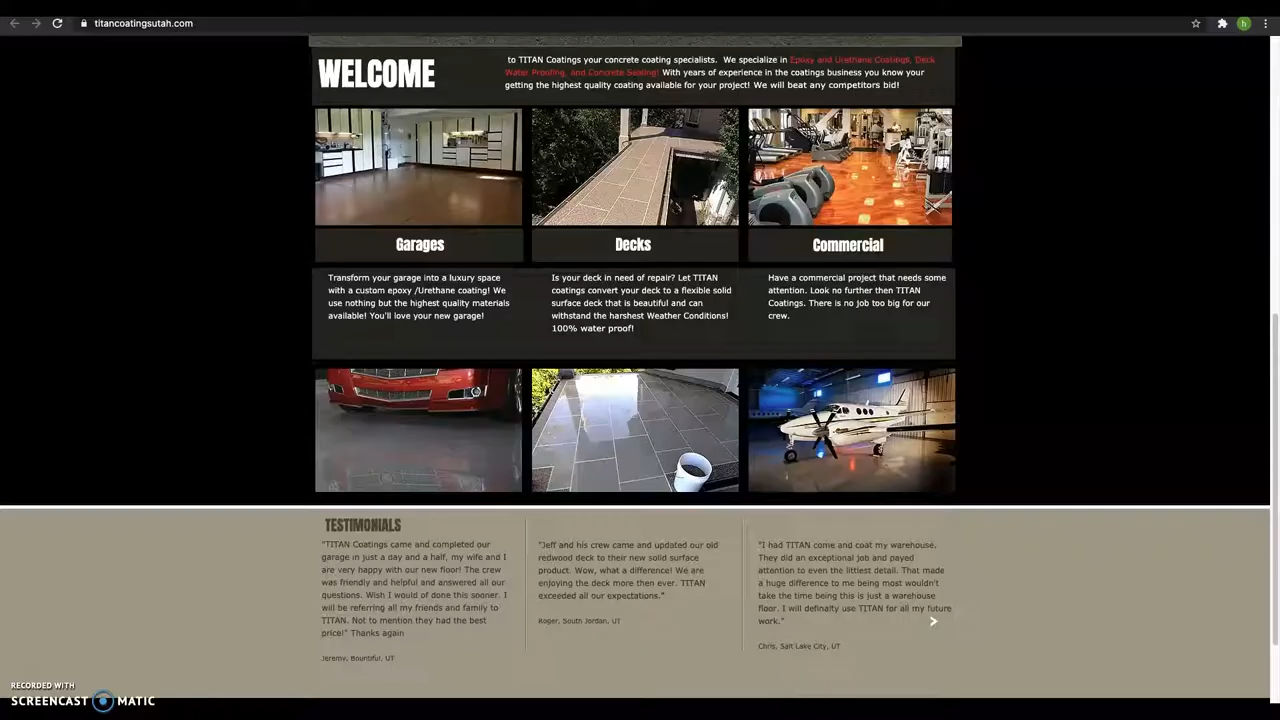 titancoatingsutah.com
h
WELCOME
to TITAN Coatings your concrete coating specialists. We specialize in Epoxy and Urethane Coatings, Deck
Water Proofing, and Concrete Sealing! With years of experience in the coatings business you know your
getting the highest quality coating available for your project! We will beat any competitors bid!
Garages
Decks
Commercial
Transform your garage into a luxury space
with a custom epoxy /Urethane coating! We
use nothing but the highest quality materials
available! You'll love your new garage!
Is your deck in need of repair? Let TITAN
coatings convert your deck to a flexible solid
surface deck that is beautiful and can
withstand the harshest Weather Conditions!
100% water proof!
Have a commercial project that needs some
attention. Look no further then TITAN
Coatings. There is no job too big for our
crew.
TESTIMONIALS
"TITAN Coatings came and completed our
garage in just a day and a half, my wife and I
are very happy with our new floor! The crew
was friendly and helpful and answered all our
questions. Wish I would of done this sooner. I
will be referring all my friends and family to
TITAN. Not to mention they had the best
price!" Thanks again
Jeremy, Bountiful, UT
"Jeff and his crew came and updated our old
redwood deck to their new solid surface
product. Wow, what a difference! We are
enjoying the deck more then ever. TITAN
exceeded all our expectations."
Roger, South Jordan, UT
"I had TITAN come and coat my warehouse.
They did an exceptional job and payed
attention to even the littiest detail. That made
a huge difference to me being most wouldn't
take the time being this is just a warehouse
floor. I will definatly use TITAN for all my future
work."
Chris, Salt Lake City, UT
RECORDED WITH
SCREENCAST MATIC